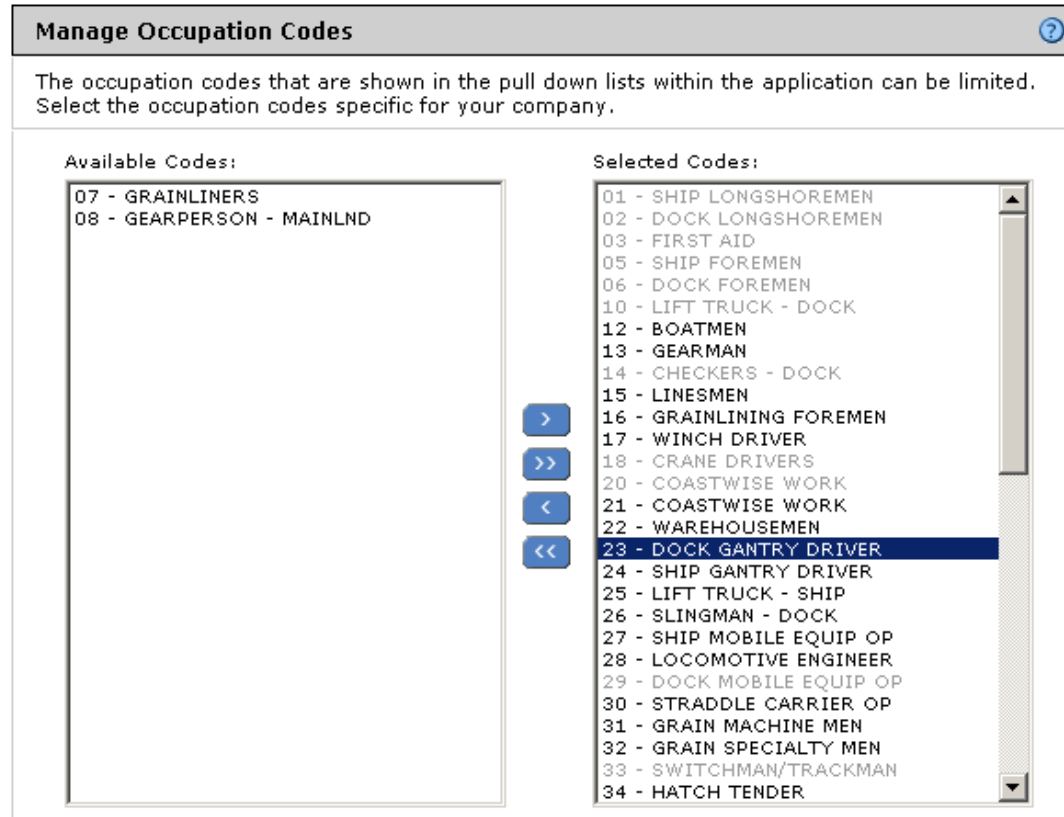 Manage Occupation Codes
?
The occupation codes that are shown in the pull down lists within the application can be limited.
Select the occupation codes specific for your company.
Available Codes:
07 - GRAINLINERS
08 - GEARPERSON - MAINLND
>
>>
<
<<
Selected Codes:
01 - SHIP LONGSHOREMEN
02 - DOCK LONGSHOREMEN
03 - FIRST AID
05 - SHIP FOREMEN
06 - DOCK FOREMEN
10 - LIFT TRUCK - DOCK
12 - BOATMEN
13 - GEARMAN
14 - CHECKERS - DOCK
15 - LINESMEN
16 - GRAINLINING FOREMEN
17 - WINCH DRIVER
18 - CRANE DRIVERS
20 - COASTWISE WORK
21 - COASTWISE WORK
22 - WAREHOUSEMEN
23 - DOCK GANTRY DRIVER
24 - SHIP GANTRY DRIVER
25 - LIFT TRUCK - SHIP
26 - SLINGMAN - DOCK
27 - SHIP MOBILE EQUIP OP
28 - LOCOMOTIVE ENGINEER
29 - DOCK MOBILE EQUIP OP
30 - STRADDLE CARRIER OP
31 - GRAIN MACHINE MEN
32 - GRAIN SPECIALTY MEN
33 - SWITCHMAN/TRACKMAN
34 - HATCH TENDER